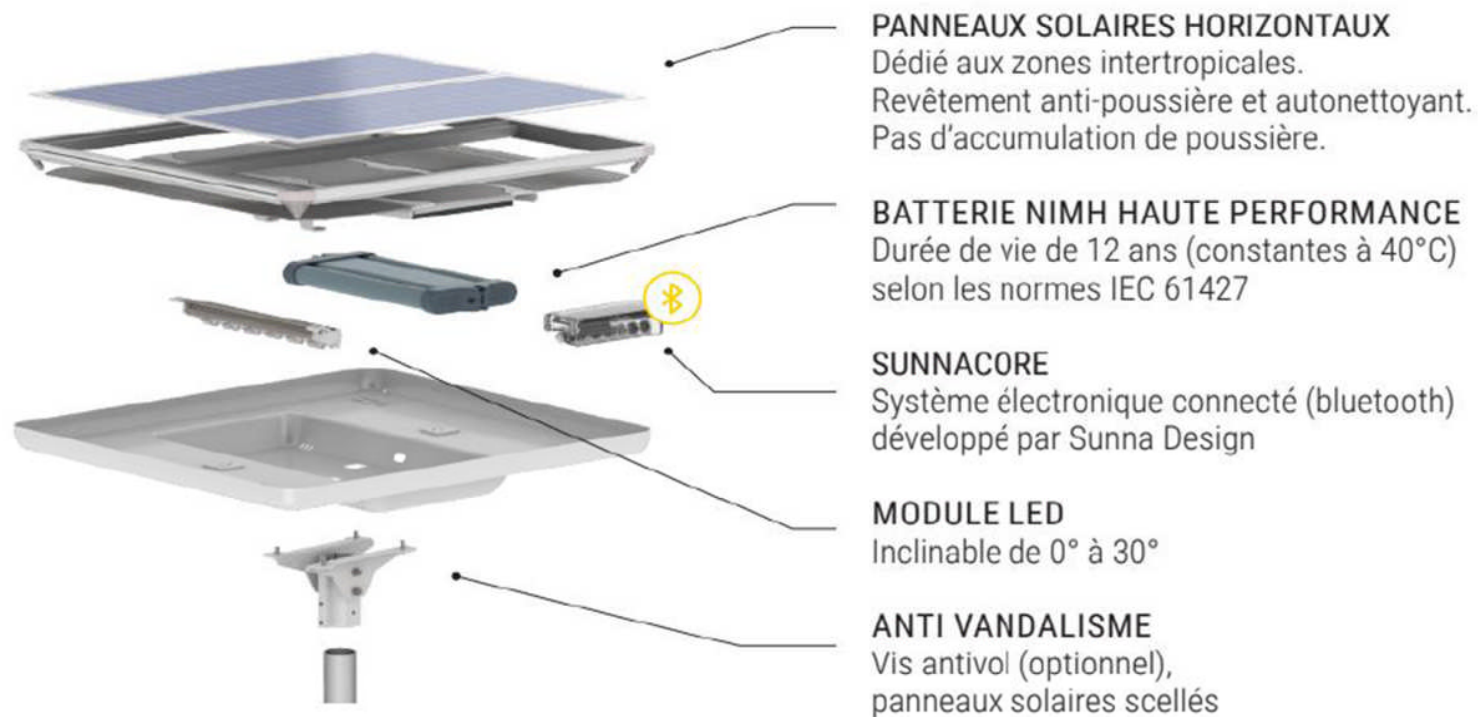 PANNEAUX SOLAIRES HORIZONTAUX
Dédié aux zones intertropicales.
Revêtement anti-poussière et autonettoyant.
Pas d'accumulation de poussière.
BATTERIE NIMH HAUTE PERFORMANCE
Durée de vie de 12 ans (constantes à 40°C)
selon les normes IEC 61427
SUNNACORE
Système électronique connecté (bluetooth)
développé par Sunna Design
MODULE LED
Inclinable de 0° à 30°
ANTI VANDALISME
Vis antivol (optionnel),
panneaux solaires scellés